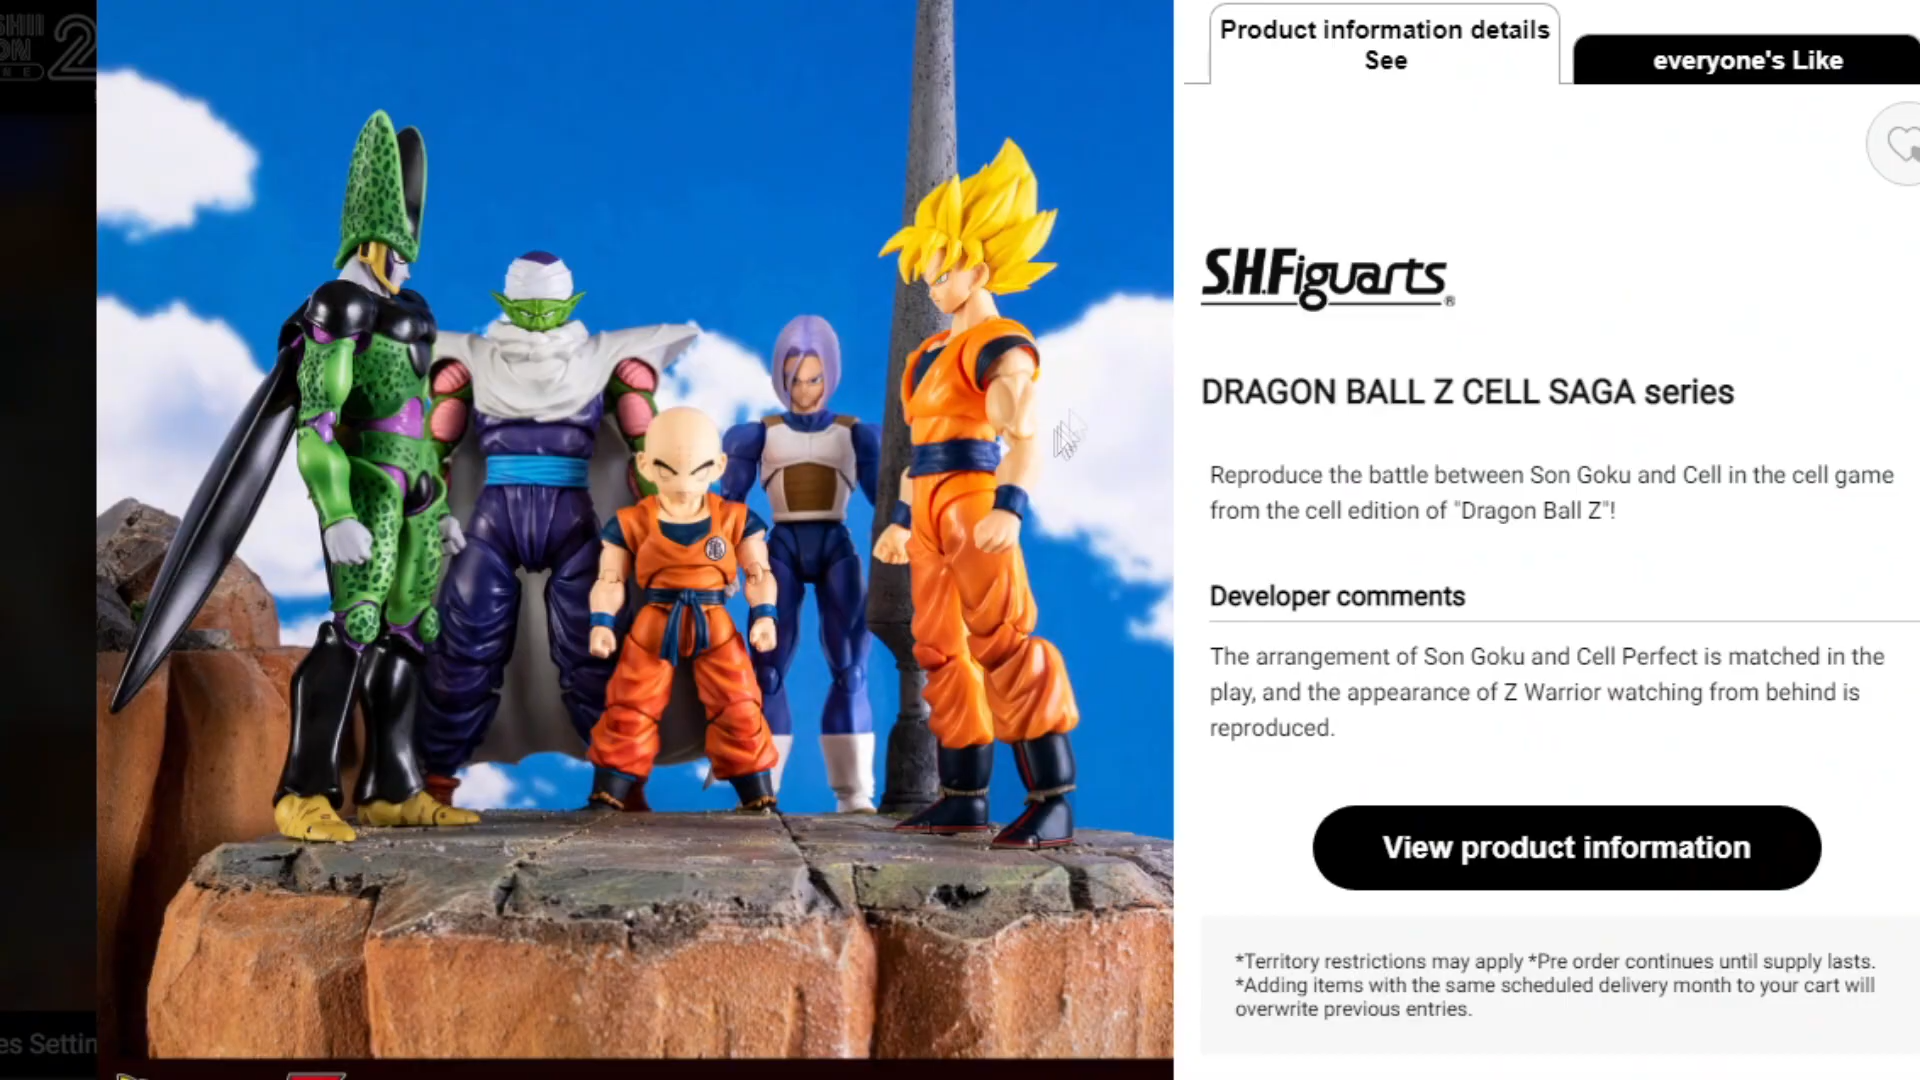 Product information details
See
everyone's Like
S.H.Figuarts®
DRAGON BALL Z CELL SAGA series
Reproduce the battle between Son Goku and Cell in the cell game
from the cell edition of "Dragon Ball Z"!
Developer comments
The arrangement of Son Goku and Cell Perfect is matched in the
play, and the appearance of Z Warrior watching from behind is
reproduced.
View product information
*Territory restrictions may apply *Pre order continues until supply lasts.
*Adding items with the same scheduled delivery month to your cart will
overwrite previous entries.
es Settin